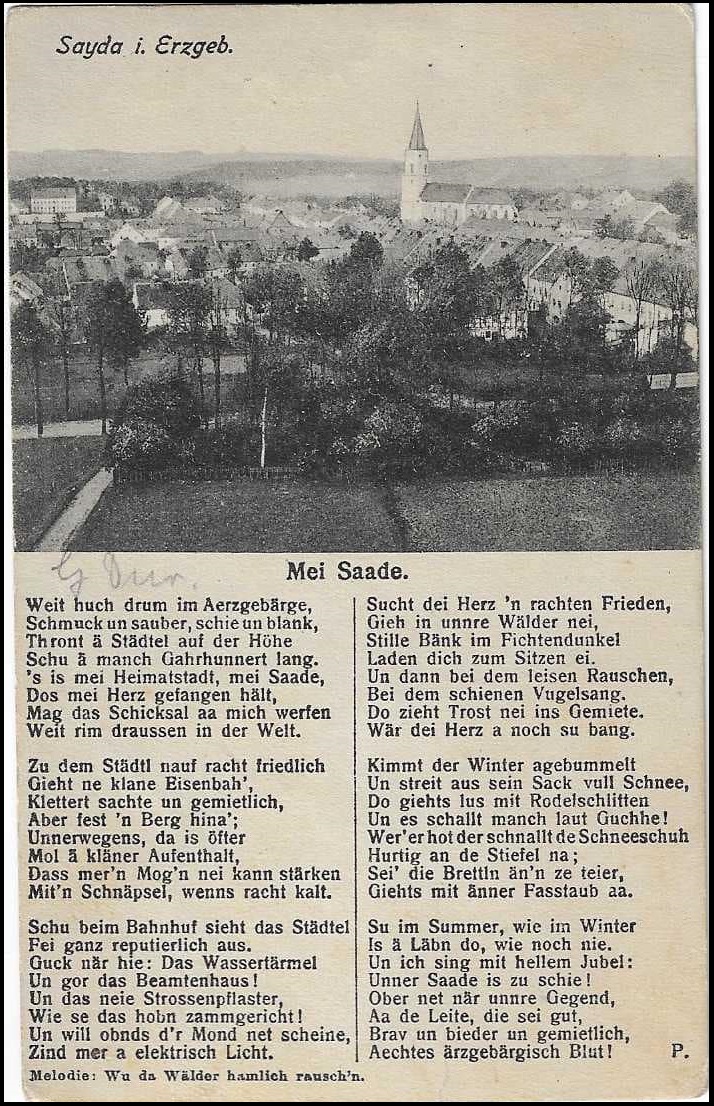 Sayda i. Erzgeb.
Mei Saade.
Weit huch drum im Aerzgebärge,
Schmuck un sauber, schie un blank,
Thront ä Städtel auf der Höhe
Schu ä manch Gahrhunnert lang.
's is mei Heimatstadt, mei Saade,
Dos mei Herz gefangen hält,
Mag das Schicksal aa mich werfen
Weit rim draussen in der Welt.
Zu dem Städtl nauf racht friedlich
Gieht ne klane Eisenbah',
Klettert sachte un gemietlich,
Aber fest 'n Berg hina';
Unnerwegens, da is öfter
Mol ä kläner Aufenthalt,
Dass mer'n Mog'n nei kann stärken
Mit'n Schnäpsel, wenns racht kalt.
Schu beim Bahnhuf sieht das Städtel
Fei ganz reputierlich aus.
Guck när hie: Das Wassertärmel
Un gor das Beamtenhaus!
Un das neie Strossenpflaster,
Wie se das hobn zammgericht!
Un will obnds d'r Mond net scheine,
Zind mer a elektrisch Licht.
Sucht dei Herz 'n rachten Frieden,
Gieh in unnre Wälder nei,
Stille Bänk im Fichtendunkel
Laden dich zum Sitzen ei.
Un dann bei dem leisen Rauschen,
Bei dem schienen Vugelsang.
Do zieht Trost nei ins Gemiete.
Wär dei Herz a noch su bang.
Kimmt der Winter agebummelt
Un streit aus sein Sack vull Schnee,
Do giehts lus mit Rodelschlitten
Un es schallt manch laut Guchhe!
Wer'er hot der schnallt de Schneeschuh
Hurtig an de Stiefel na;
Sei' die Brettln än'n ze teier,
Giehts mit änner Fasstaub aa.
Su im Summer, wie im Winter
Is ä Läbn do, wie noch nie.
Un ich sing mit hellem Jubel:
Unner Saade is zu schie!
Ober net när unnre Gegend,
Aa de Leite, die sei gut,
Brav un bieder un gemietlich,
Aechtes ärzgebärgisch Blut! P.
Melodie: Wu da Wälder hamlich rausch'n.